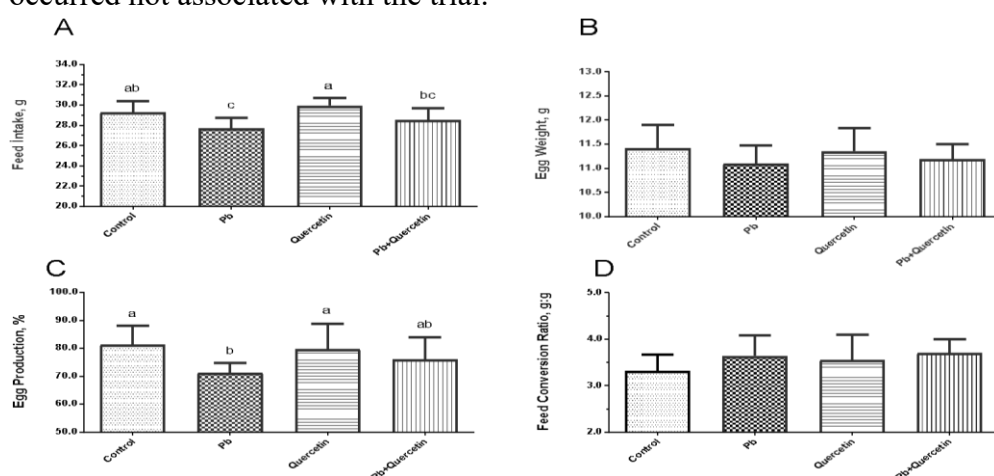 occurred not associated with the trial.
A
Feed Intake, g
34.0
32.0
30.0
28.0
26.0
24.0
22.0
20.0
ab
c
a
bc
Control
Pb
Quercetin
Pb+Quercetin
B
Egg Weight, g
13.0
12.5
12.0
11.5
11.0
10.5
10.0
Control
Pb
Quercetin
Pb+Quercetin
C
Egg Production, %
100.0
90.0
80.0
70.0
60.0
50.0
a
b
a
ab
Control
Pb
Quercetin
Pb+Quercetin
D
Feed Conversion Ratio, g:g
5.0
4.0
3.0
2.0
Control
Pb
Quercetin
Pb+Quercetin